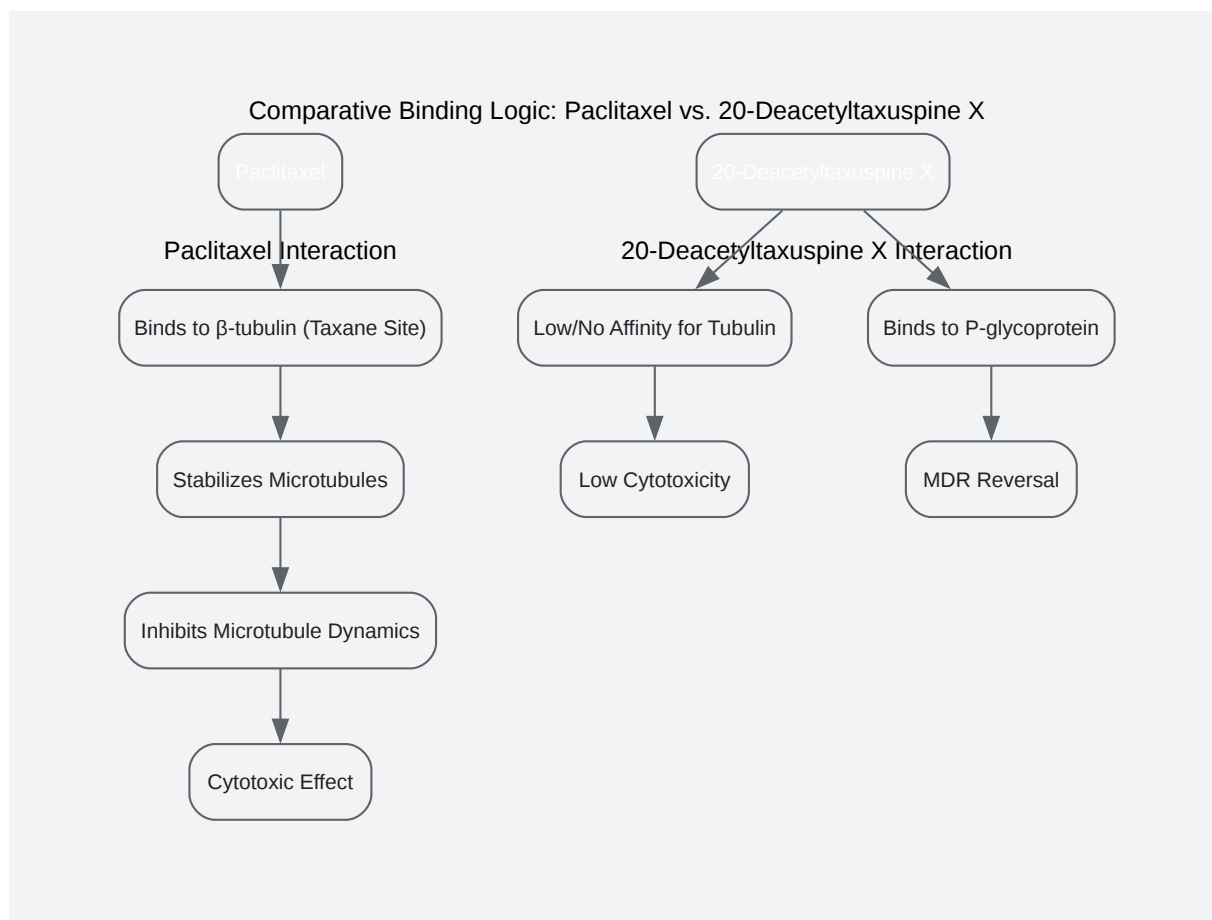 Comparative Binding Logic: Paclitaxel vs. 20-Deacetyltaxuspine X
Paclitaxel
20-Deacetyltaxuspine X
Paclitaxel Interaction
20-Deacetyltaxuspine X Interaction
Binds to β-tubulin (Taxane Site)
Low/No Affinity for Tubulin
Binds to P-glycoprotein
Stabilizes Microtubules
Low Cytotoxicity
MDR Reversal
Inhibits Microtubule Dynamics
Cytotoxic Effect